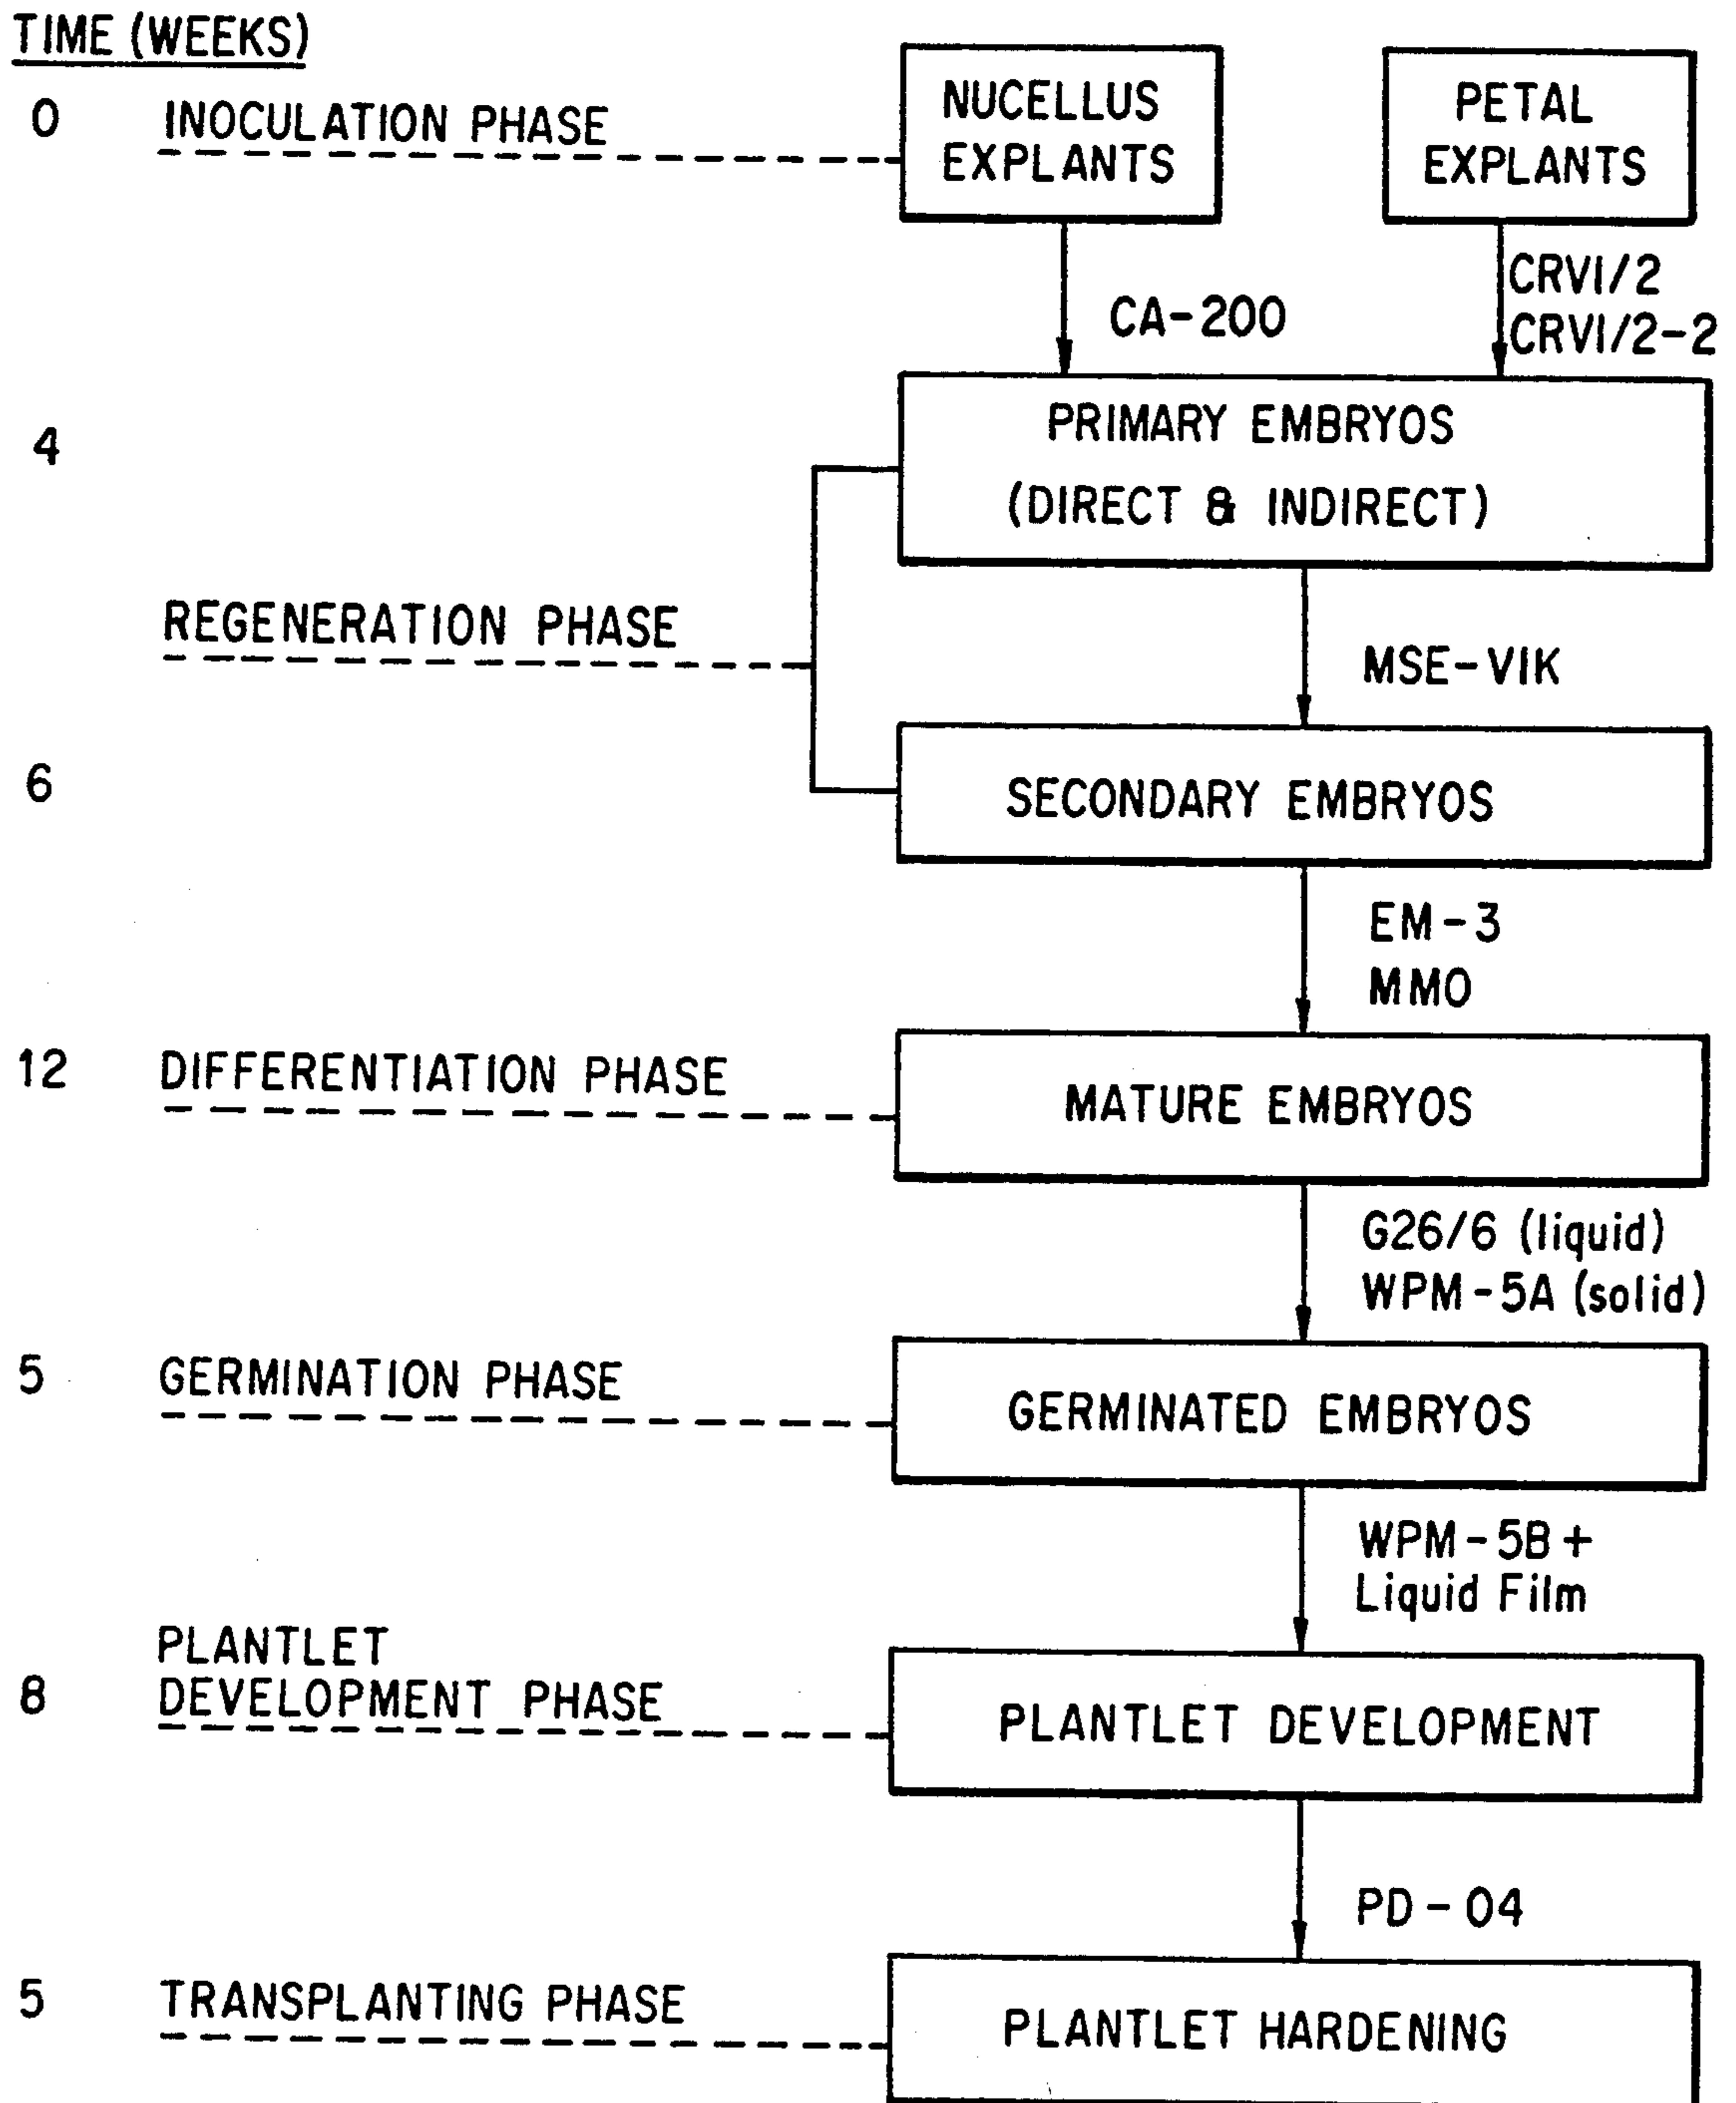 TIME (WEEKS)
0 INOCULATION PHASE
NUCELLUS
EXPLANTS
PETAL
EXPLANTS
CA-200
CRV1/2
CRV1/2-2
4
PRIMARY EMBRYOS
(DIRECT & INDIRECT)
REGENERATION PHASE
MSE-VIK
6
SECONDARY EMBRYOS
EM-3
MMO
12 DIFFERENTIATION PHASE
MATURE EMBRYOS
G26/6 (liquid)
WPM-5A (solid)
5 GERMINATION PHASE
GERMINATED EMBRYOS
WPM-5B +
Liquid Film
PLANTLET
8 DEVELOPMENT PHASE
PLANTLET DEVELOPMENT
PD-04
5 TRANSPLANTING PHASE
PLANTLET HARDENING